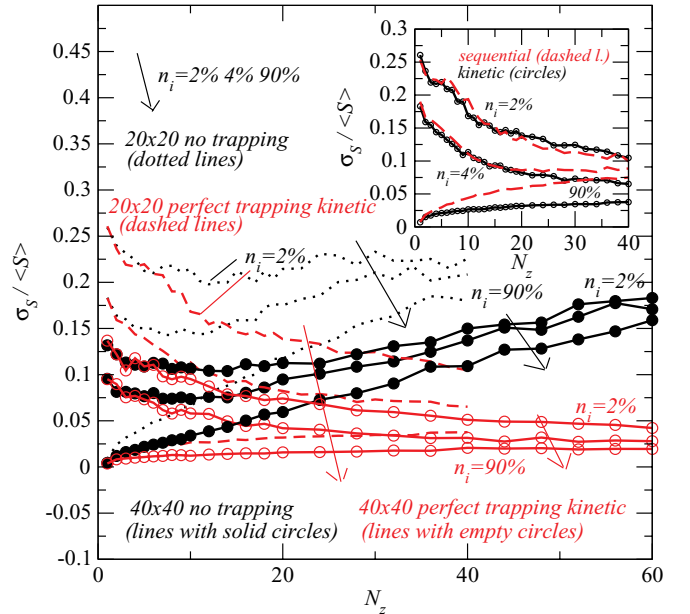 0.45
0.4
0.35
0.3
0.25
0.2
0.15
0.1
0.05
0
-0.05
-0.1
σ_S / <S>
0
20
40
60
N_z
n_i=2% 4% 90%
20x20 no trapping
(dotted lines)
20x20 perfect trapping kinetic
(dashed lines)
n_i=2%
n_i=90%
n_i=2%
n_i=2%
n_i=90%
40x40 no trapping
(lines with solid circles)
40x40 perfect trapping kinetic
(lines with empty circles)
0.3
0.25
0.2
0.15
0.1
0.05
0
σ_S / <S>
sequential (dashed l.)
kinetic (circles)
n_i=2%
n_i=4%
90%
0
10
20
30
40
N_z